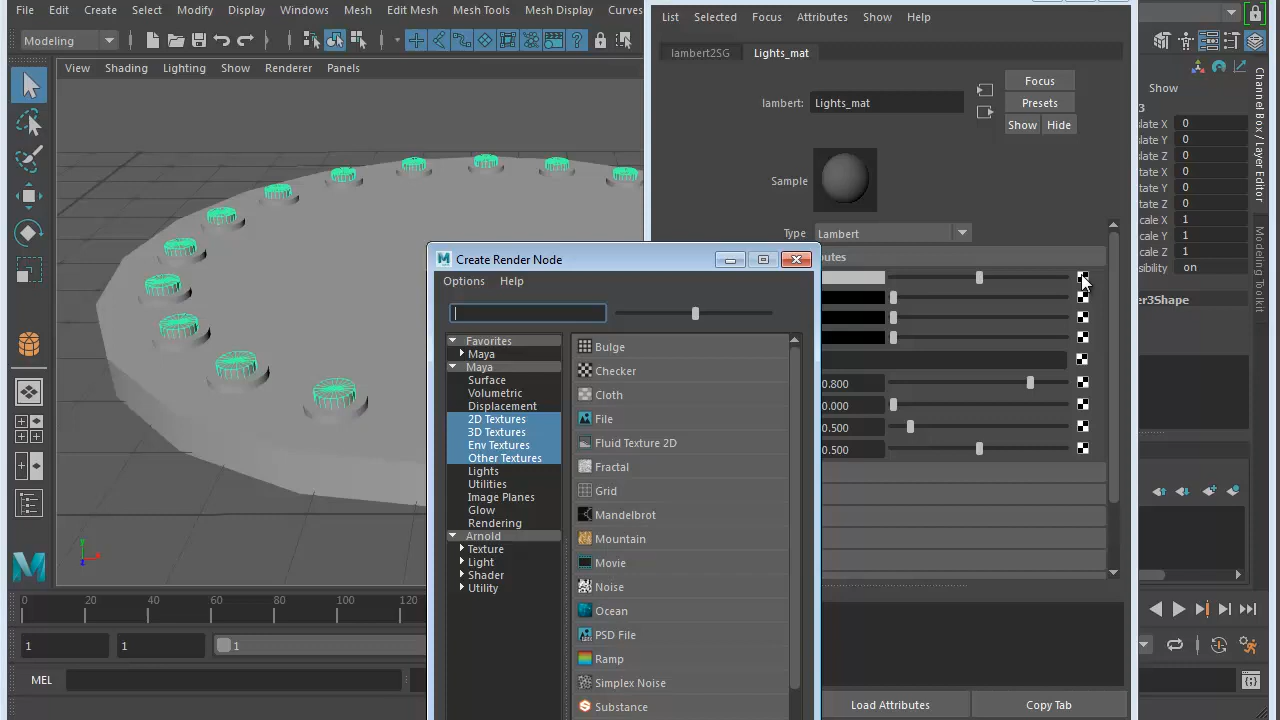 File Edit Create Select Modify Display Windows Mesh Edit Mesh Mesh Tools Mesh Display Curves
List Selected Focus Attributes Show Help
Modeling
View Shading Lighting Show Renderer Panels
lambert2SG Lights_mat
Focus
lambert: Lights_mat
Presets
Show Hide
Sample
Type Lambert
Create Render Node
Options Help
Favorites
Maya
Maya
Surface
Volumetric
Displacement
2D Textures
3D Textures
Env Textures
Other Textures
Lights
Utilities
Image Planes
Glow
Rendering
Arnold
Texture
Light
Shader
Utility
Bulge
Checker
Cloth
File
Fluid Texture 2D
Fractal
Grid
Mandelbrot
Mountain
Movie
Noise
Ocean
PSD File
Ramp
Simplex Noise
Substance
utes
0.800
0.000
0.500
0.500
Load Attributes Copy Tab
Show
3
late X 0
late Y 0
late Z 0
tate X 0
tate Y 0
tate Z 0
cale X 1
cale Y 1
cale Z 1
sibility on
er3Shape
Channel Box / Layer Editor
Modeling Toolkit
0 20 40 60 80 100 120
1 1 1
MEL